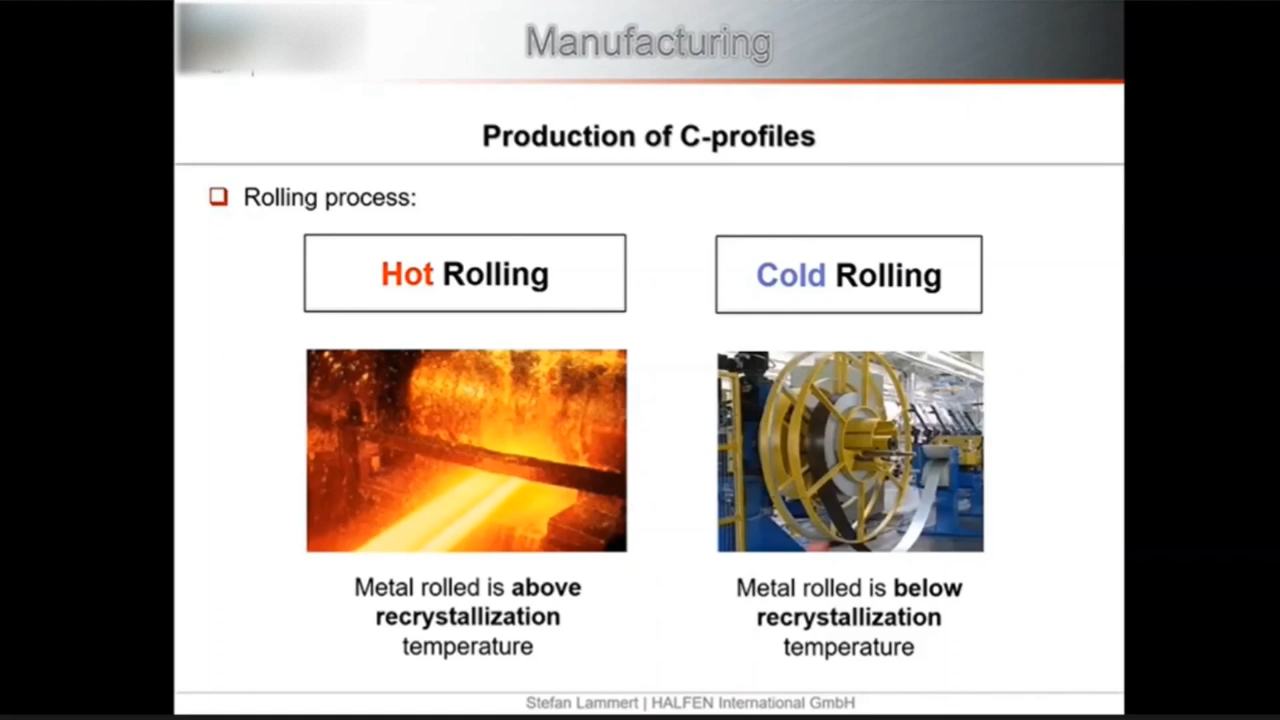 Manufacturing
Production of C-profiles
Rolling process:
Hot Rolling
Cold Rolling
Metal rolled is above
recrystallization
temperature
Metal rolled is below
recrystallization
temperature
Stefan Lammert | HALFEN International GmbH